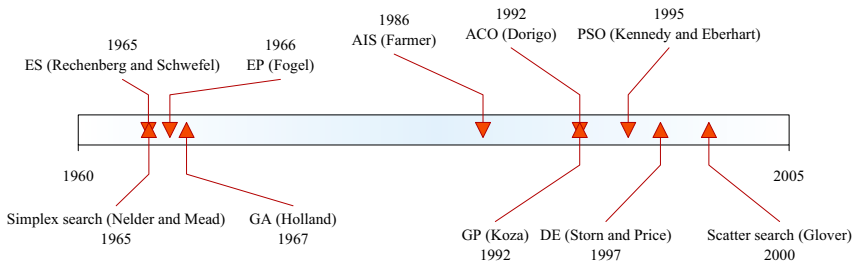 1965
ES (Rechenberg and Schwefel)
1966
EP (Fogel)
1986
AIS (Farmer)
1992
ACO (Dorigo)
1995
PSO (Kennedy and Eberhart)
1960
2005
Simplex search (Nelder and Mead)
1965
GA (Holland)
1967
GP (Koza)
1992
DE (Storn and Price)
1997
Scatter search (Glover)
2000